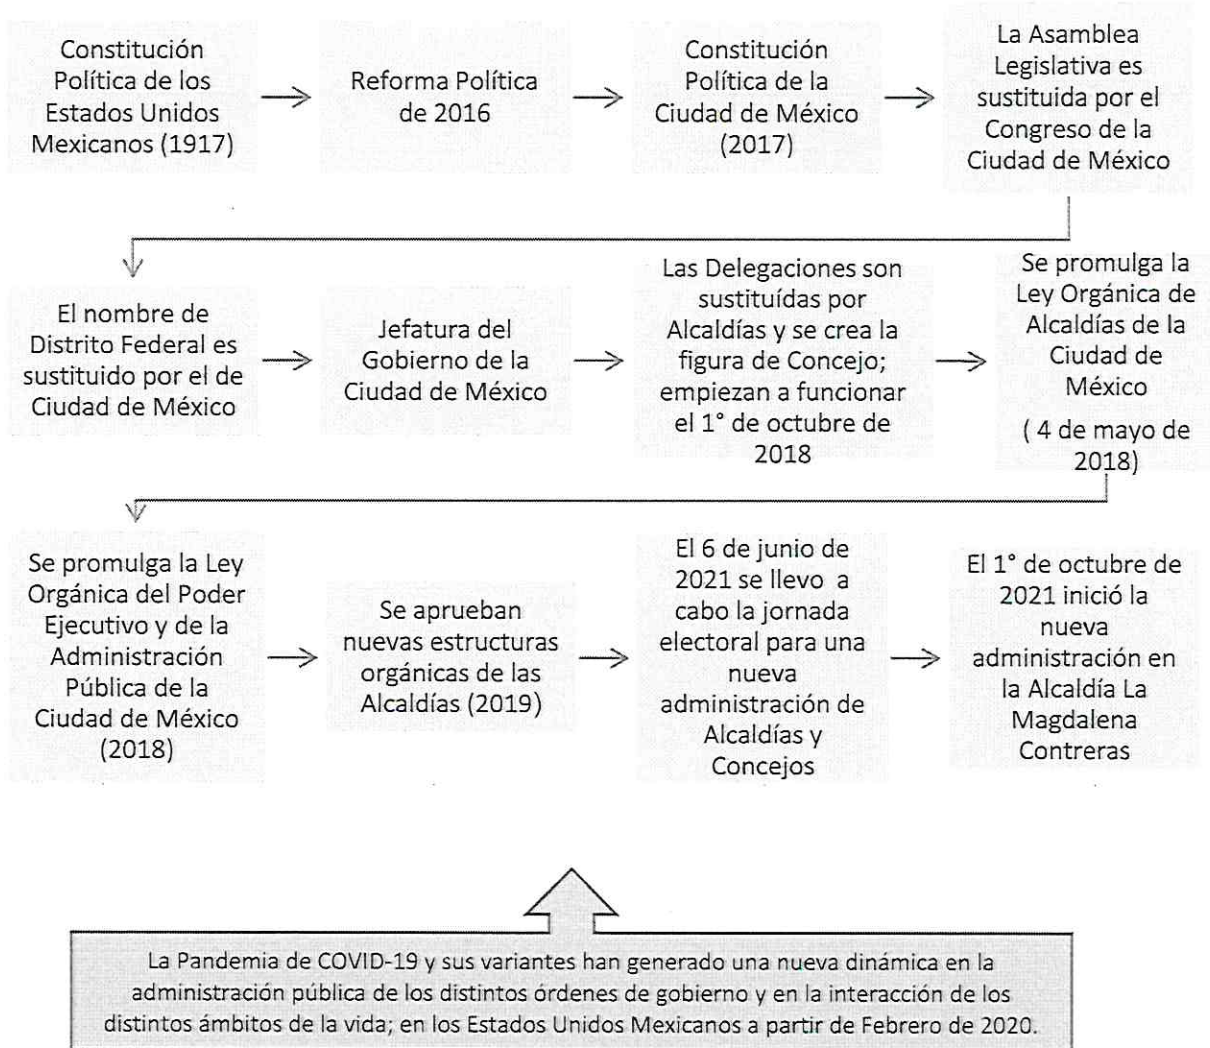 Constitución
Política de los
Estados Unidos
Mexicanos (1917)
Reforma Política
de 2016
Constitución
Política de la
Ciudad de México
(2017)
La Asamblea
Legislativa es
sustituida por el
Congreso de la
Ciudad de México
El nombre de
Distrito Federal es
sustituido por el de
Ciudad de México
Jefatura del
Gobierno de la
Ciudad de México
Las Delegaciones son
sustituídas por
Alcaldías y se crea la
figura de Concejo;
empiezan a funcionar
el 1° de octubre de
2018
Se promulga la
Ley Orgánica de
Alcaldías de la
Ciudad de
México
( 4 de mayo de
2018)
Se promulga la Ley
Orgánica del Poder
Ejecutivo y de la
Administración
Pública de la
Ciudad de México
(2018)
Se aprueban
nuevas estructuras
orgánicas de las
Alcaldías (2019)
El 6 de junio de
2021 se llevo a
cabo la jornada
electoral para una
nueva
administración de
Alcaldías y
Concejos
El 1° de octubre de
2021 inició la
nueva
administración en
la Alcaldía La
Magdalena
Contreras
La Pandemia de COVID-19 y sus variantes han generado una nueva dinámica en la
administración pública de los distintos órdenes de gobierno y en la interacción de los
distintos ámbitos de la vida; en los Estados Unidos Mexicanos a partir de Febrero de 2020.